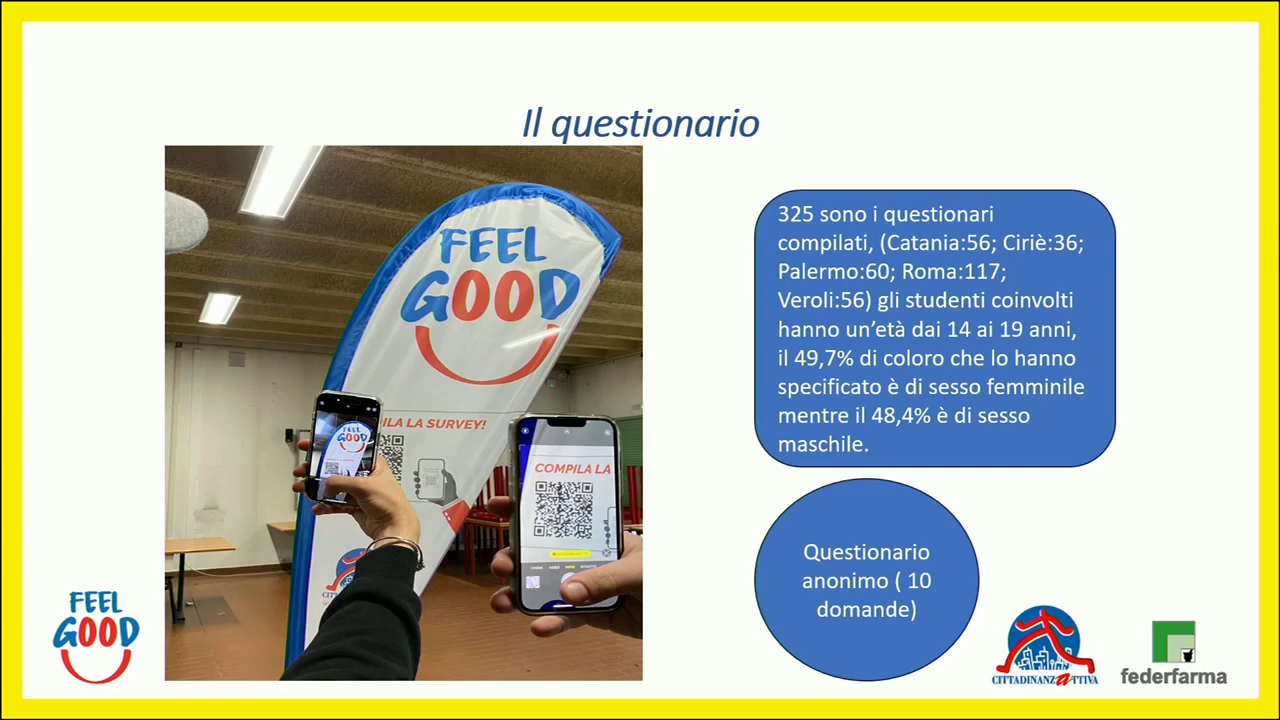 Il questionario
FEEL
GOOD
ILA LA SURVEY!
FEEL
GOOD
COMPILA LA
325 sono i questionari
compilati, (Catania:56; Ciriè:36;
Palermo:60; Roma:117;
Veroli:56) gli studenti coinvolti
hanno un’età dai 14 ai 19 anni,
il 49,7% di coloro che lo hanno
specificato è di sesso femminile
mentre il 48,4% è di sesso
maschile.
Questionario
anonimo ( 10
domande)
FEEL
GOOD
CITTADINANZATTIVA
federfarma